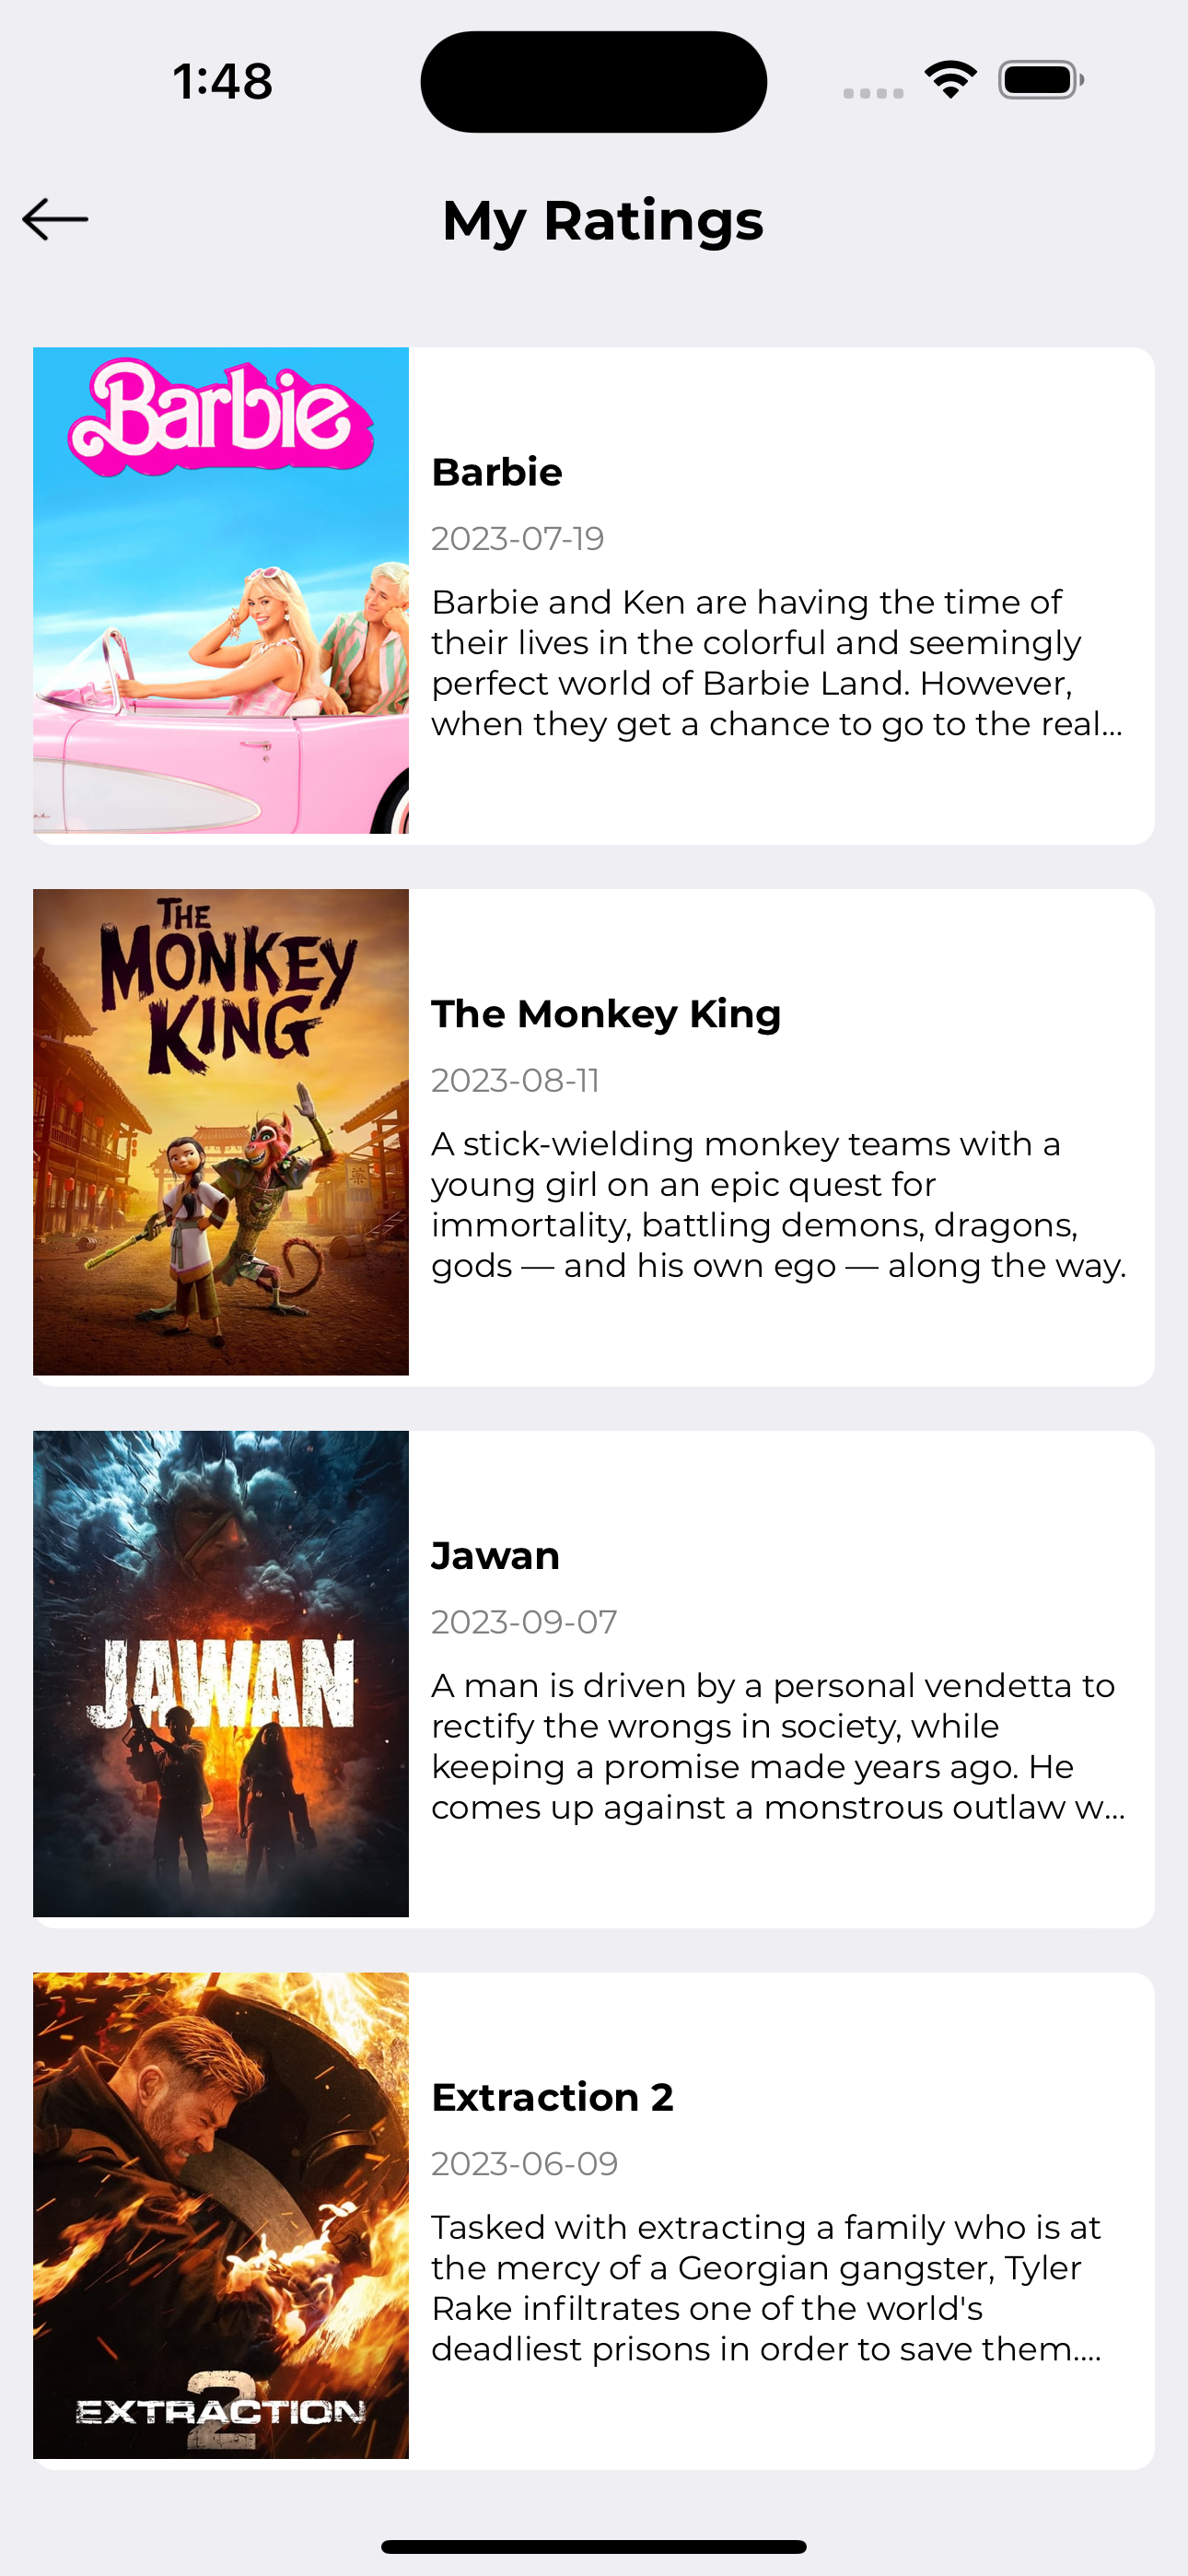 1:48
My Ratings
Barbie
Barbie
2023-07-19
Barbie and Ken are having the time of
their lives in the colorful and seemingly
perfect world of Barbie Land. However,
when they get a chance to go to the real...
THE
MONKEY
KING
The Monkey King
2023-08-11
A stick-wielding monkey teams with a
young girl on an epic quest for
immortality, battling demons, dragons,
gods — and his own ego — along the way.
JAWAN
Jawan
2023-09-07
A man is driven by a personal vendetta to
rectify the wrongs in society, while
keeping a promise made years ago. He
comes up against a monstrous outlaw w...
EXTRACTION
2
Extraction 2
2023-06-09
Tasked with extracting a family who is at
the mercy of a Georgian gangster, Tyler
Rake infiltrates one of the world's
deadliest prisons in order to save them....